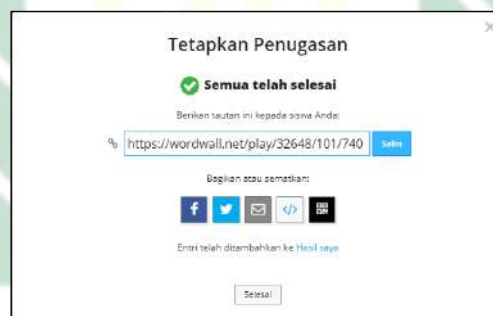 Tetapkan Penugasan
Semua telah selesai
Berikan tautan ini kepada siswa Anda:
https://wordwall.net/play/32648/101/740
Salin
Bagikan atau sematkan:
Entri telah ditambahkan ke Hasil saya
Selesai